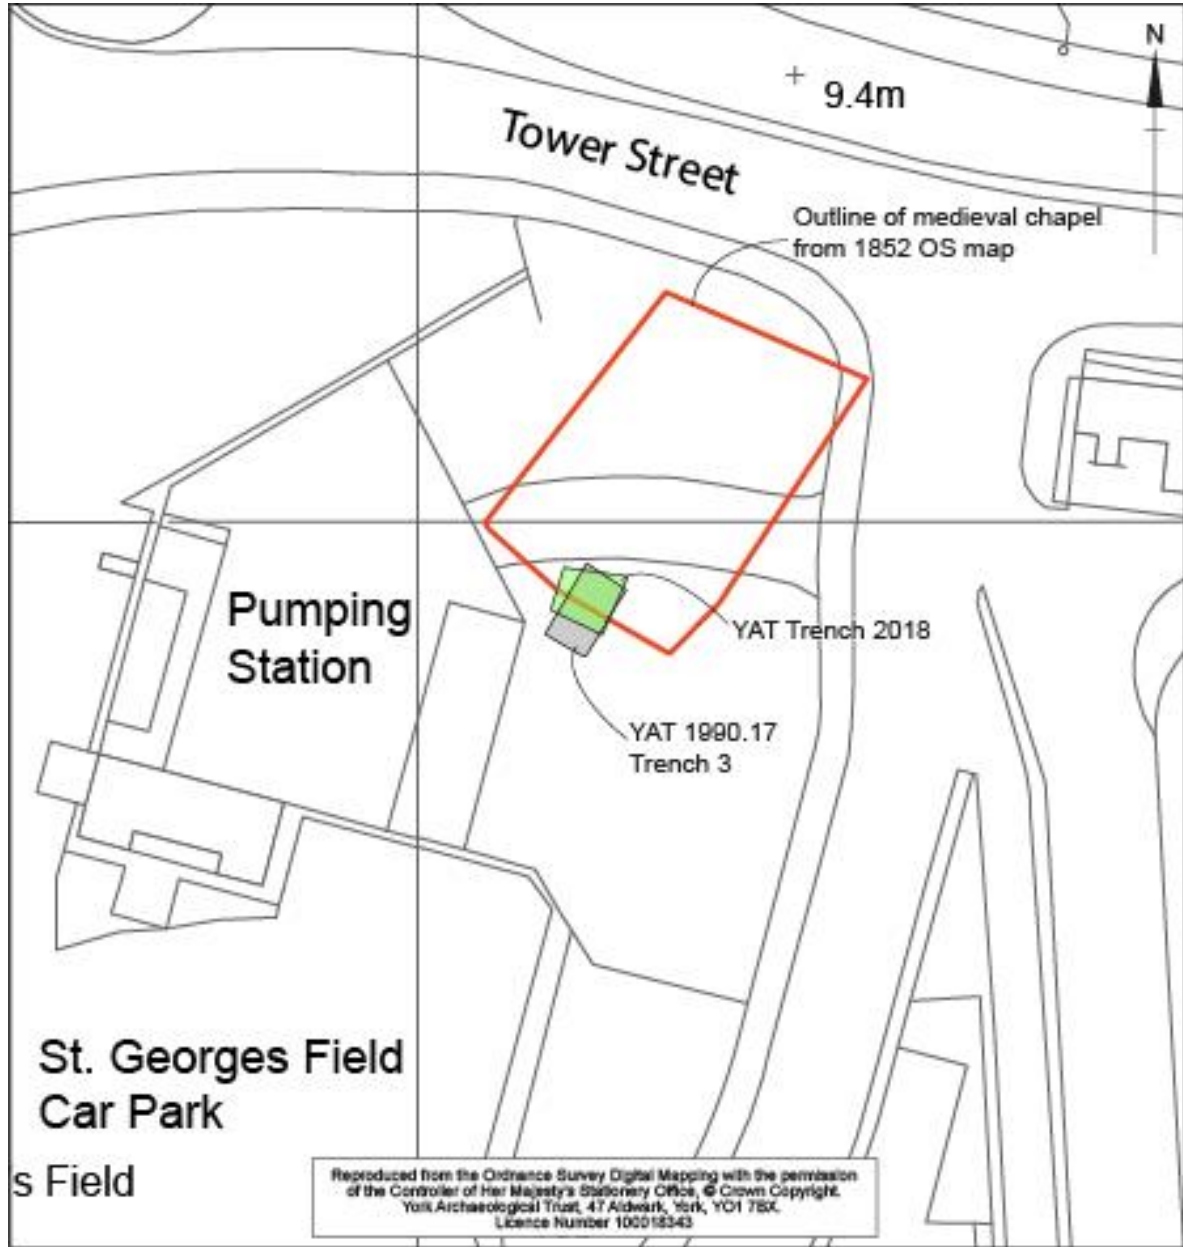 N
9.4m
Tower Street
Outline of medieval chapel
from 1852 OS map
Pumping
Station
YAT Trench 2018
YAT 1990.17
Trench 3
St. Georges Field
Car Park
s Field
Reproduced from the Ordnance Survey Digital Mapping with the permission
of the Controller of Her Majesty's Stationery Office, © Crown Copyright.
York Archaeological Trust, 47 Aldwark, York, YO1 7BX.
Licence Number 100018343